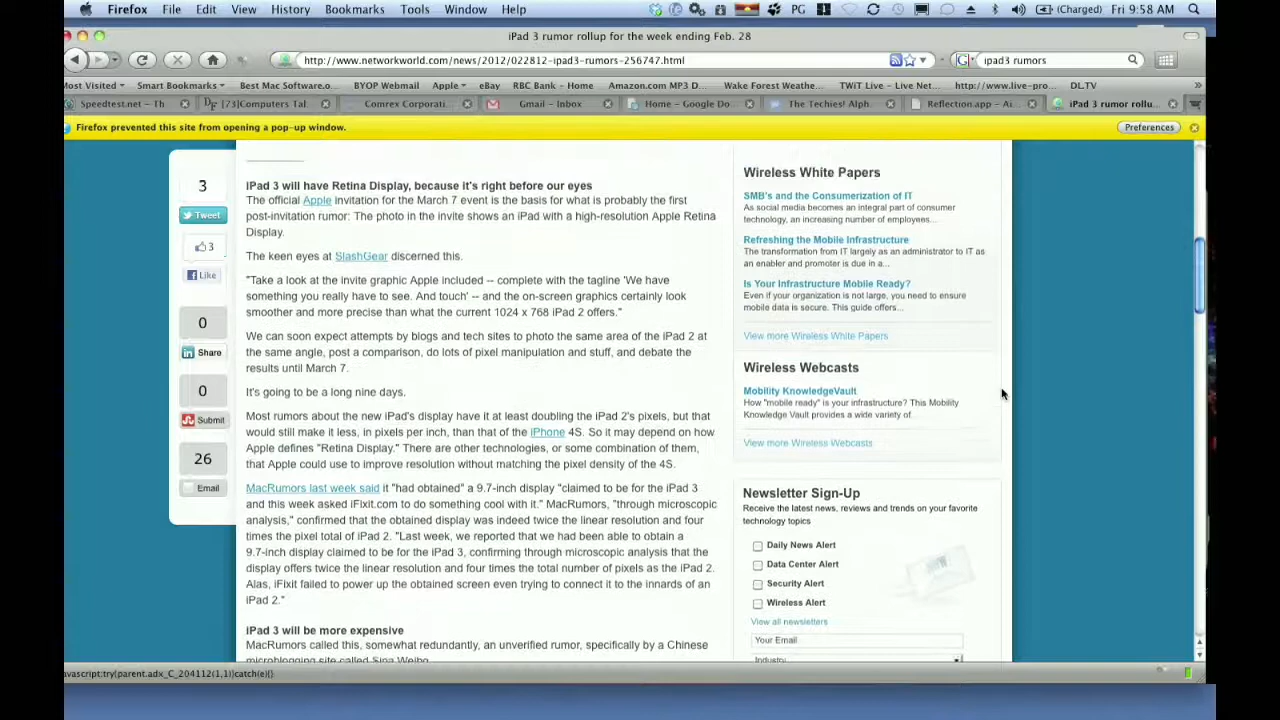 Firefox File Edit View History Bookmarks Tools Window Help PG (Charged) Fri 9:58 AM
iPad 3 rumor rollup for the week ending Feb. 28
http://www.networkworld.com/news/2012/022812-ipad3-rumors-256747.html ipad3 rumors
Most Visited Smart Bookmarks Best Mac Software.o... BYOP Webmail Apple eBay RBC Bank - Home Amazon.com MP3 D... Wake Forest Weathe... TWiT Live - Live Net... http://www.live-pro... DLTV
Speedtest.net – Th [73]Computers Tal Comrex Corporati... Gmail – Inbox Home – Google Do The Techies! Alph Reflection.app – Ai... iPad 3 rumor rollu...
Firefox prevented this site from opening a pop-up window. Preferences
3
Tweet
3
Like
0
Share
0
Submit
26
Email
iPad 3 will have Retina Display, because it's right before our eyes
The official Apple invitation for the March 7 event is the basis for what is probably the first
post-invitation rumor: The photo in the invite shows an iPad with a high-resolution Apple Retina
Display.
The keen eyes at SlashGear discerned this.
"Take a look at the invite graphic Apple included -- complete with the tagline 'We have
something you really have to see. And touch' -- and the on-screen graphics certainly look
smoother and more precise than what the current 1024 x 768 iPad 2 offers."
We can soon expect attempts by blogs and tech sites to photo the same area of the iPad 2 at
the same angle, post a comparison, do lots of pixel manipulation and stuff, and debate the
results until March 7.
It's going to be a long nine days.
Most rumors about the new iPad's display have it at least doubling the iPad 2's pixels, but that
would still make it less, in pixels per inch, than that of the iPhone 4S. So it may depend on how
Apple defines "Retina Display." There are other technologies, or some combination of them,
that Apple could use to improve resolution without matching the pixel density of the 4S.
MacRumors last week said it "had obtained" a 9.7-inch display "claimed to be for the iPad 3
and this week asked iFixit.com to do something cool with it." MacRumors, "through microscopic
analysis," confirmed that the obtained display was indeed twice the linear resolution and four
times the pixel total of iPad 2. "Last week, we reported that we had been able to obtain a
9.7-inch display claimed to be for the iPad 3, confirming through microscopic analysis that the
display offers twice the linear resolution and four times the total number of pixels as the iPad 2.
Alas, iFixit failed to power up the obtained screen even trying to connect it to the innards of an
iPad 2."
iPad 3 will be more expensive
MacRumors called this, somewhat redundantly, an unverified rumor, specifically by a Chinese
microblogging site called Sina Weibo
Wireless White Papers
SMB's and the Consumerization of IT
As social media becomes an integral part of consumer
technology, an increasing number of employees...
Refreshing the Mobile Infrastructure
The transformation from IT largely as an administrator to IT as
an enabler and promoter is due in a...
Is Your Infrastructure Mobile Ready?
Even if your organization is not large, you need to ensure
mobile data is secure. This guide offers...
View more Wireless White Papers
Wireless Webcasts
Mobility KnowledgeVault
How "mobile ready" is your infrastructure? This Mobility
Knowledge Vault provides a wide variety of.
View more Wireless Webcasts
Newsletter Sign-Up
Receive the latest news, reviews and trends on your favorite
technology topics
Daily News Alert
Data Center Alert
Security Alert
Wireless Alert
View all newsletters
Your Email
Industry
avascript:try{parent.adx_C_204112(1,1)}catch(e){}